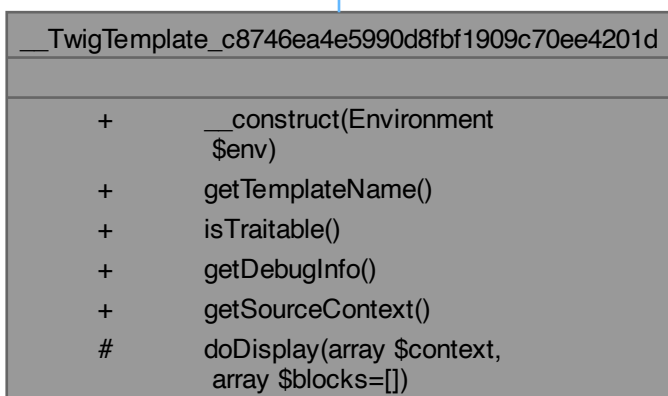 __TwigTemplate_c8746ea4e5990d8fbf1909c70ee4201d
+ __construct(Environment
$env)
+ getTemplateName()
+ isTraitable()
+ getDebugInfo()
+ getSourceContext()
# doDisplay(array $context,
array $blocks=[])